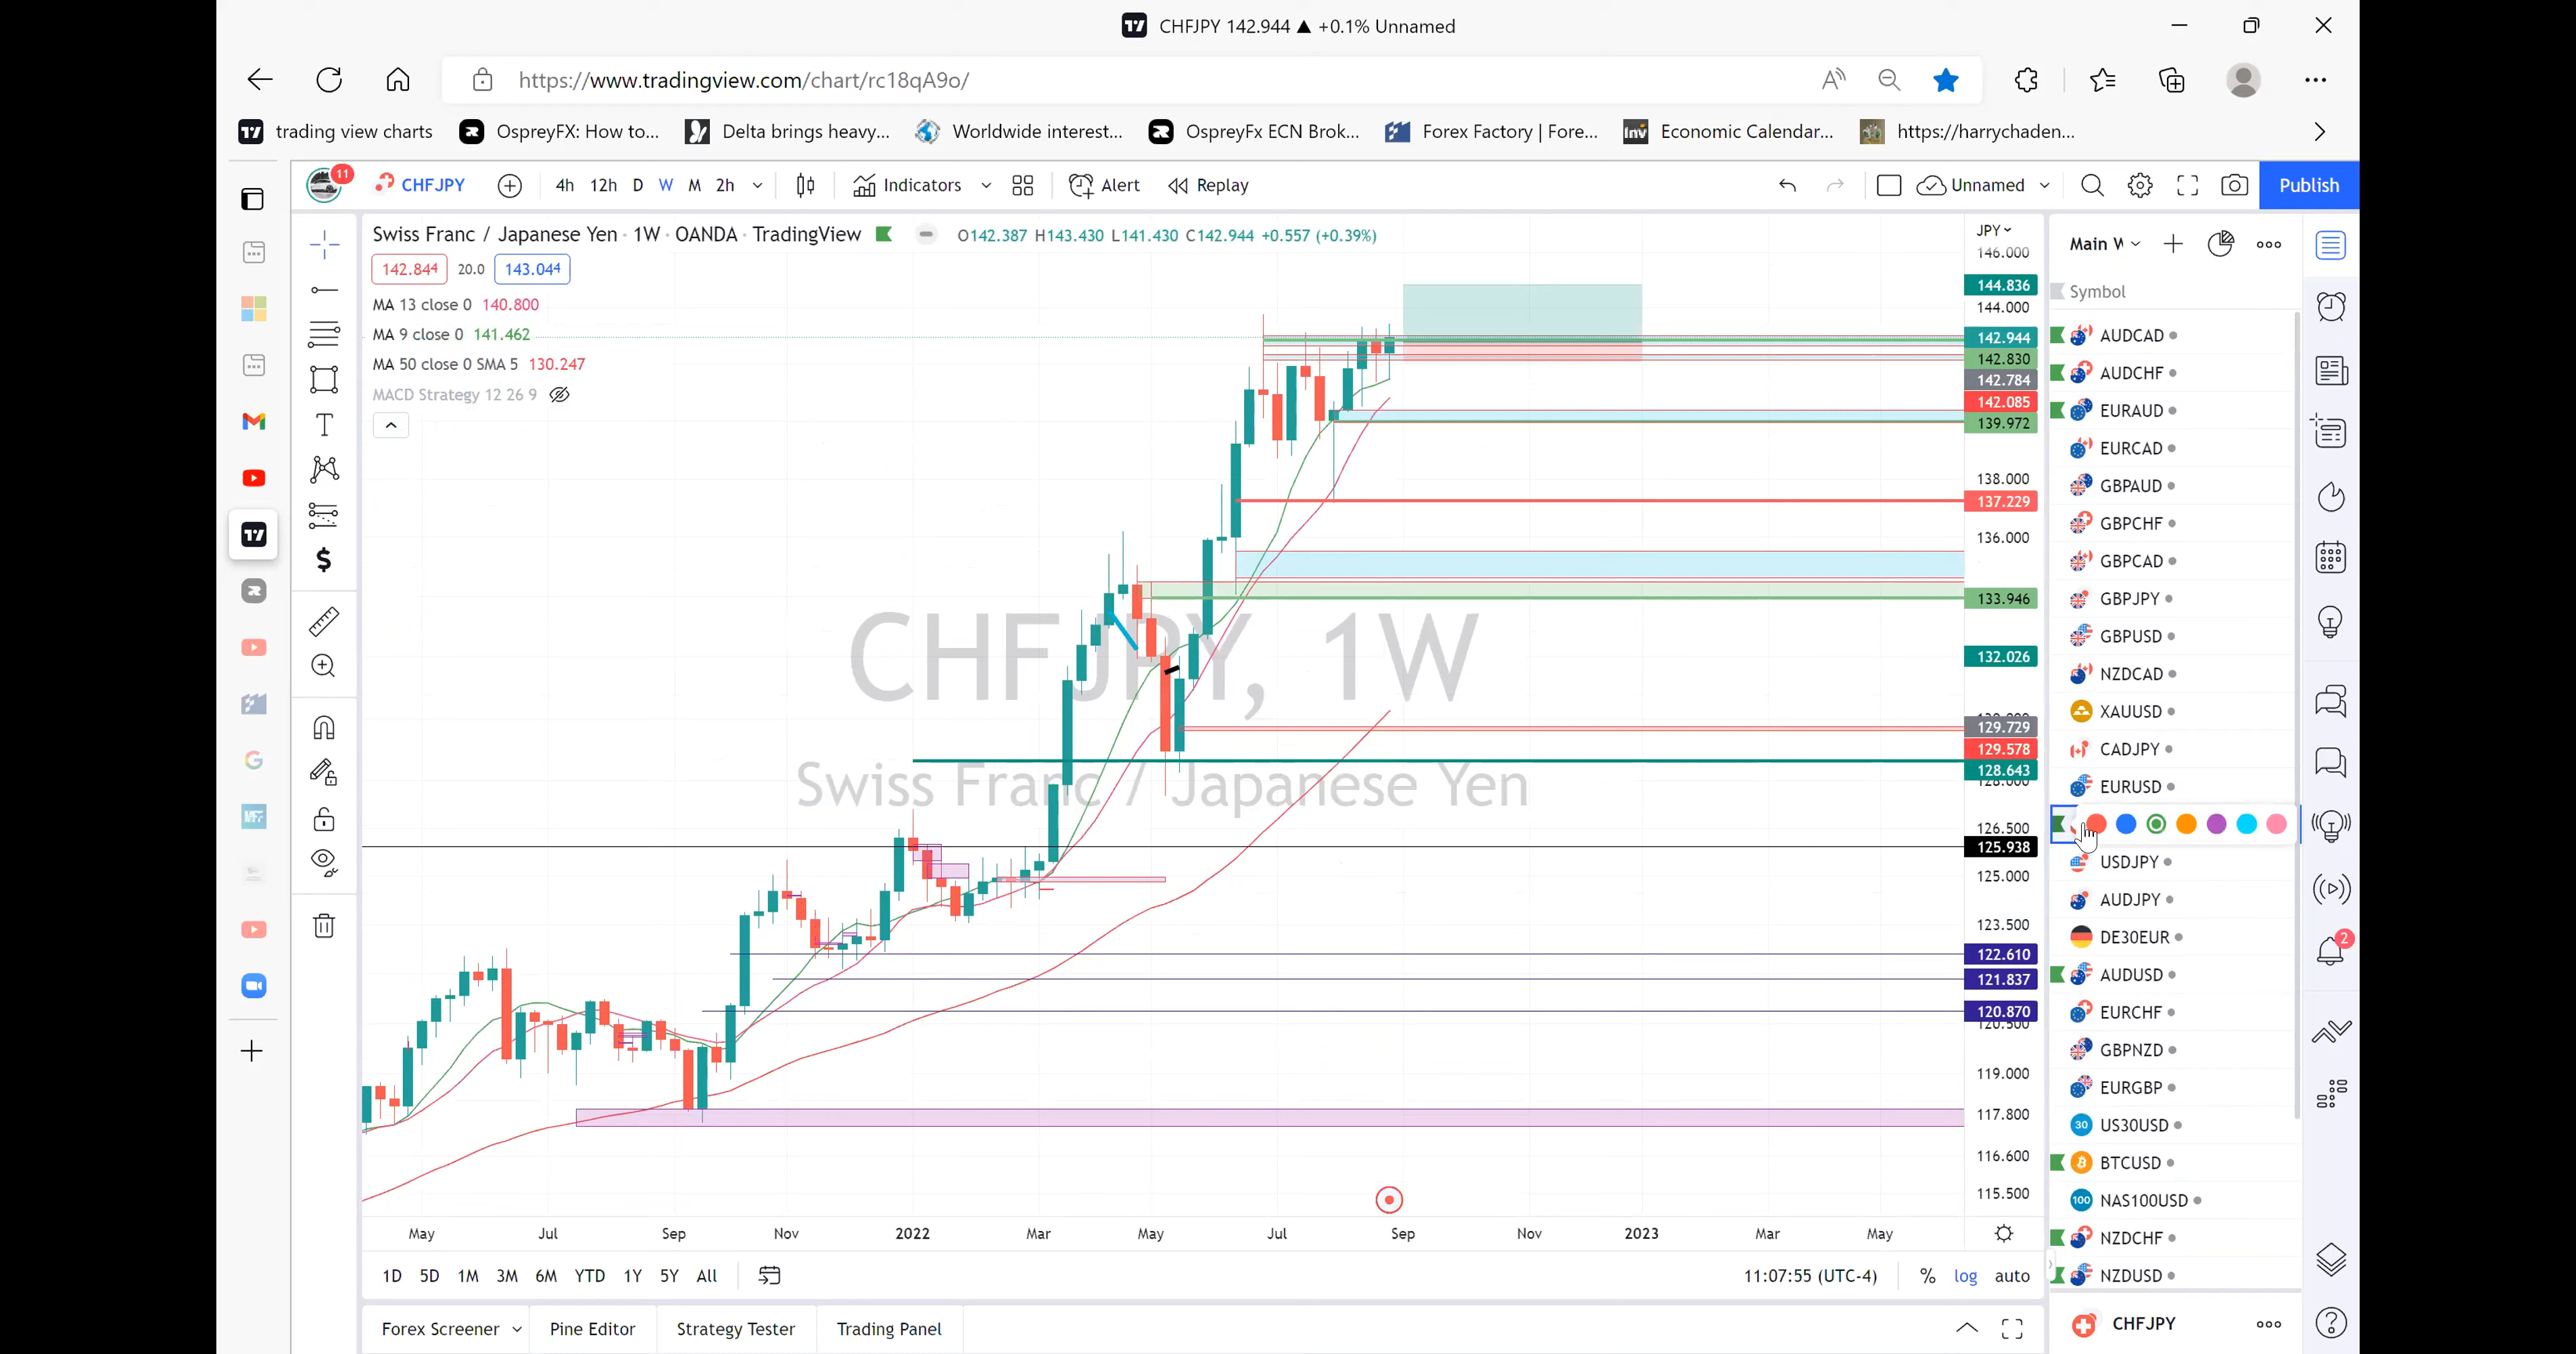 CHFJPY 142.944 ▲ +0.1% Unnamed
https://www.tradingview.com/chart/rc18qA9o/
trading view charts OspreyFX: How to... Delta brings heavy... Worldwide interest... OspreyFx ECN Brok... Forex Factory | Fore... Economic Calendar... https://harrychaden...
11 CHFJPY 4h 12h D W M 2h Indicators Alert Replay Unnamed Publish
Swiss Franc / Japanese Yen · 1W · OANDA · TradingView O142.387 H143.430 L141.430 C142.944 +0.557 (+0.39%)
142.844 20.0 143.044
MA 13 close 0 140.800
MA 9 close 0 141.462
MA 50 close 0 SMA 5 130.247
MACD Strategy 12 26 9
CHFJPY, 1W
Swiss Franc / Japanese Yen
JPY
146.000
144.836
144.000
142.944
142.830
142.784
142.085
139.972
138.000
137.229
136.000
133.946
132.026
129.729
129.578
128.643
128.000
126.500
125.938
125.000
123.500
122.610
121.837
120.870
120.500
119.000
117.800
116.600
115.500
May Jul Sep Nov 2022 Mar May Jul Sep Nov 2023 Mar May
1D 5D 1M 3M 6M YTD 1Y 5Y All 11:07:55 (UTC-4) % log auto
Forex Screener Pine Editor Strategy Tester Trading Panel
Main
Symbol
AUDCAD
AUDCHF
EURAUD
EURCAD
GBPAUD
GBPCHF
GBPCAD
GBPJPY
GBPUSD
NZDCAD
XAUUSD
CADJPY
EURUSD
USDJPY
AUDJPY
DE30EUR
AUDUSD
EURCHF
GBPNZD
EURGBP
30 US30USD
BTCUSD
100 NAS100USD
NZDCHF
NZDUSD
CHFJPY
2